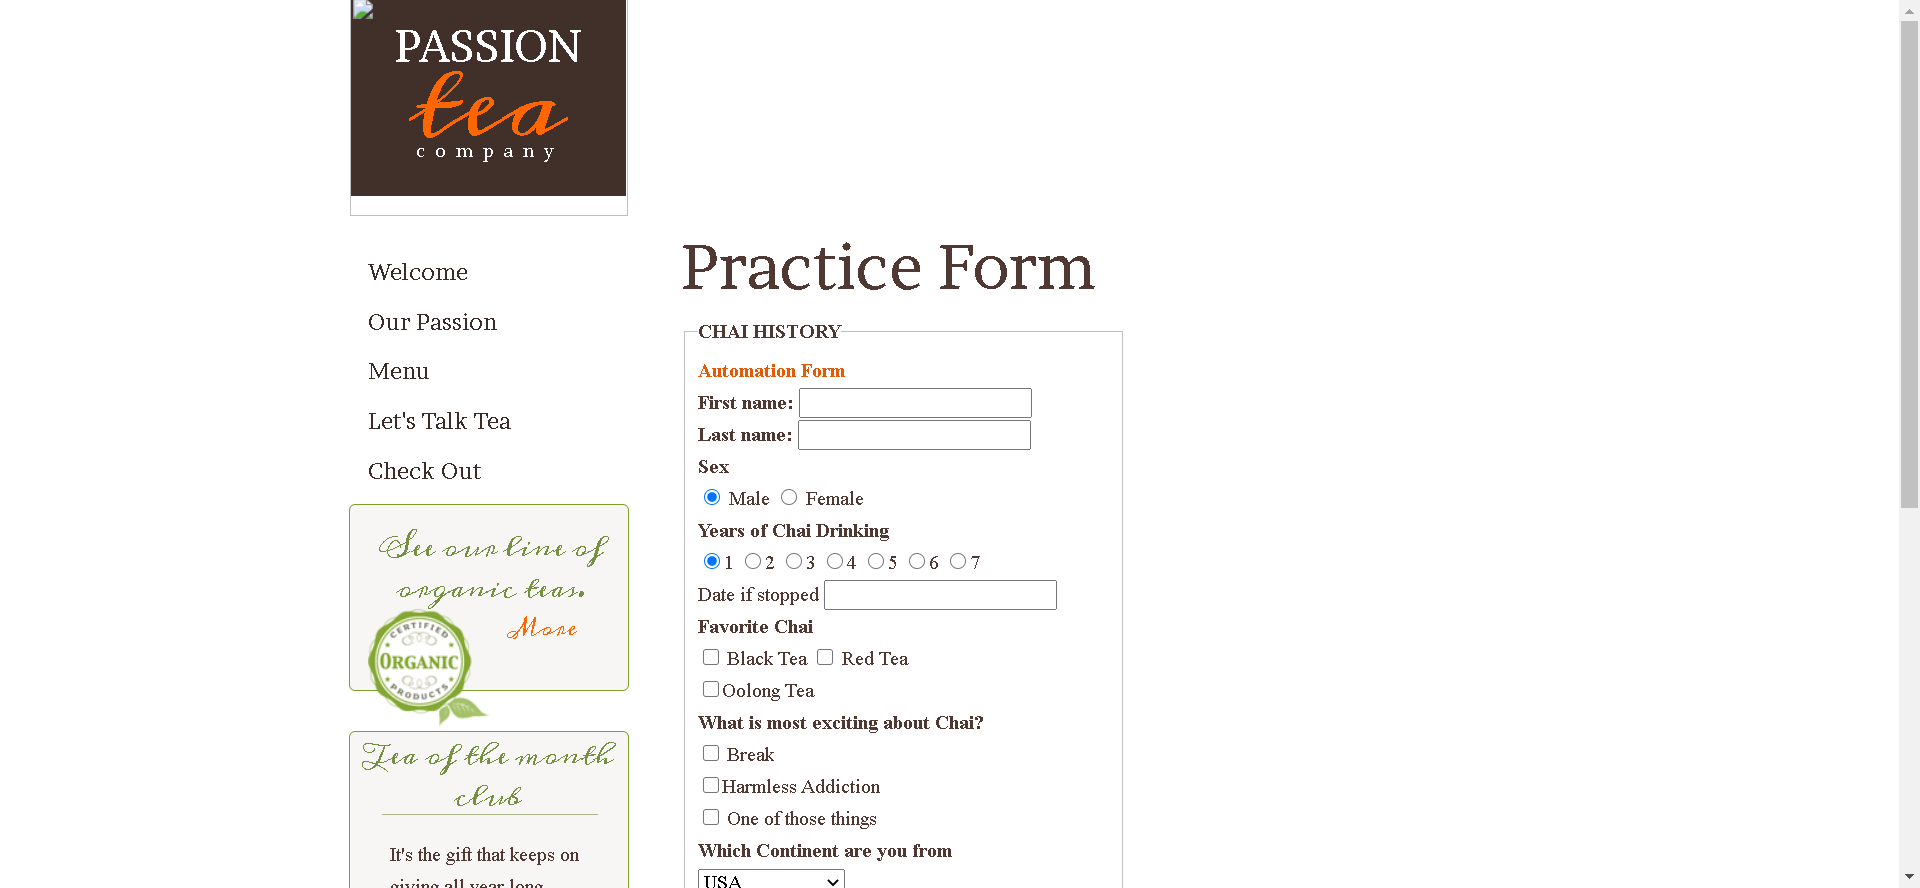 PASSION
tea
company
Welcome
Our Passion
Menu
Let's Talk Tea
Check Out
See our line of
organic teas.
More
CERTIFIED
ORGANIC
PRODUCTS
Tea of the month
club
It's the gift that keeps on
giving all year long.
Practice Form
CHAI HISTORY
Automation Form
First name:
Last name:
Sex
Male Female
Years of Chai Drinking
1 2 3 4 5 6 7
Date if stopped
Favorite Chai
Black Tea Red Tea
Oolong Tea
What is most exciting about Chai?
Break
Harmless Addiction
One of those things
Which Continent are you from
USA